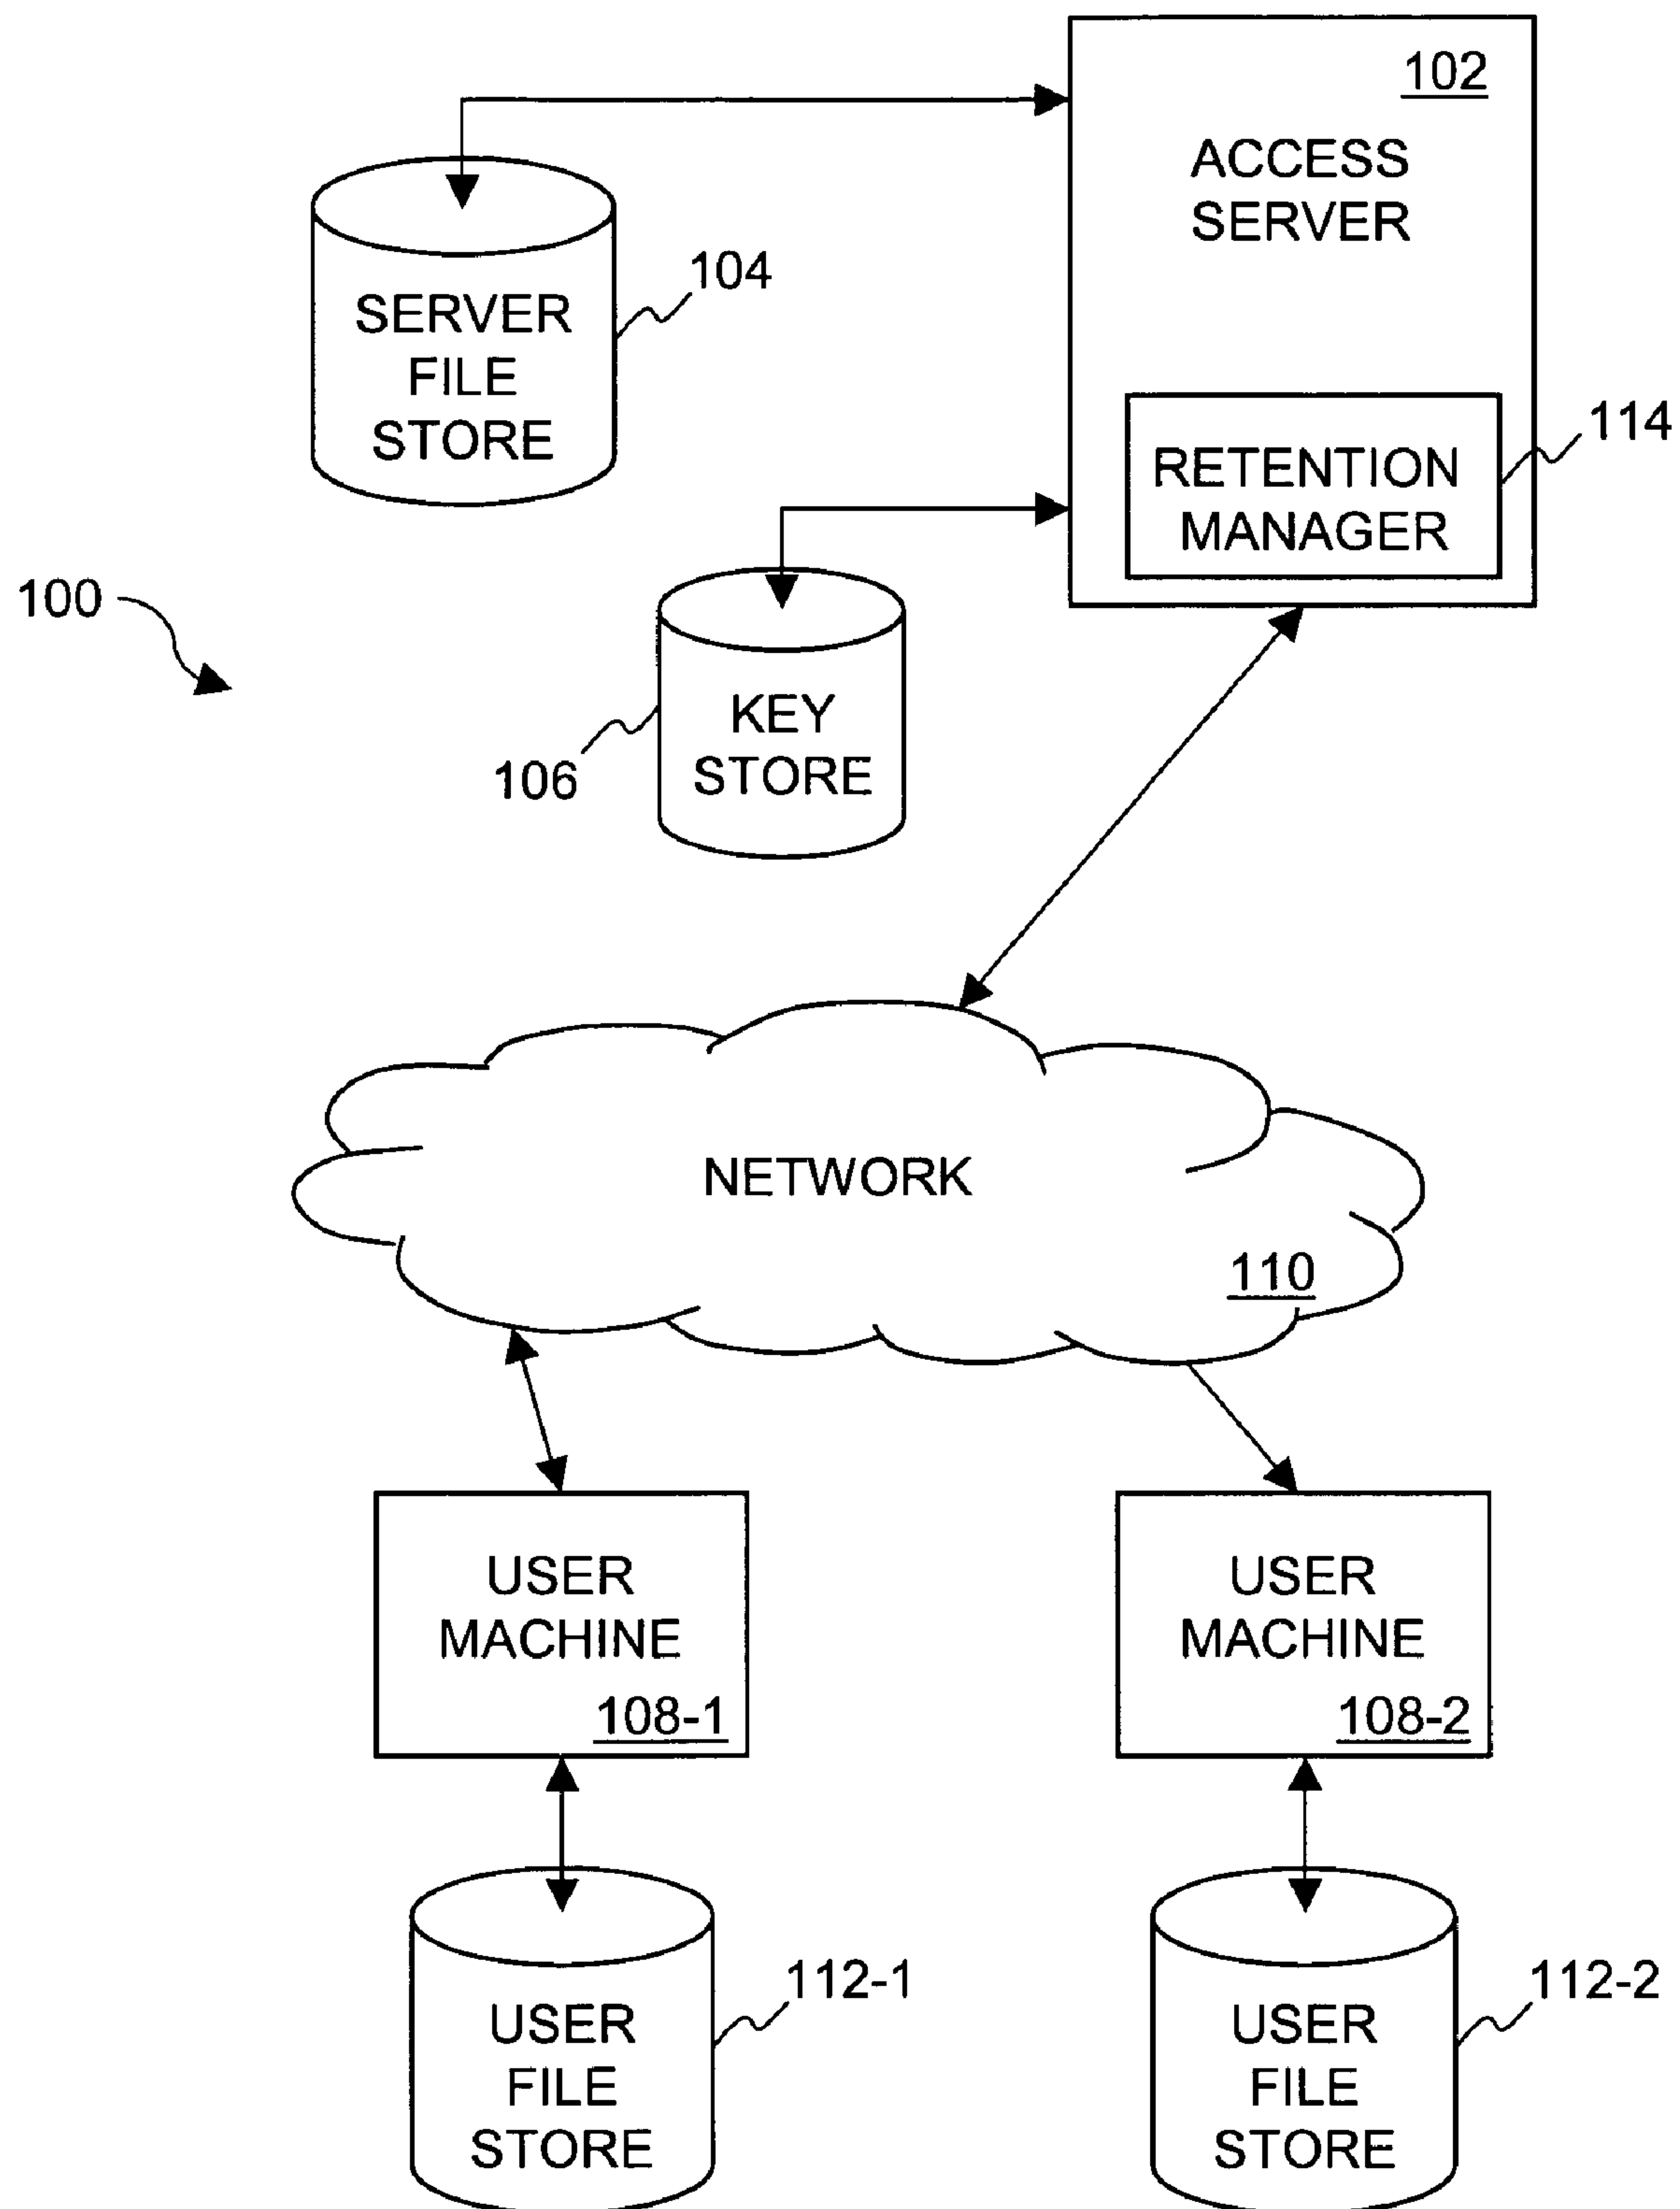 102
ACCESS
SERVER
104
SERVER
FILE
STORE
114
RETENTION
MANAGER
100
KEY
STORE
106
NETWORK
110
USER
MACHINE
108-1
USER
MACHINE
108-2
112-1
USER
FILE
STORE
112-2
USER
FILE
STORE